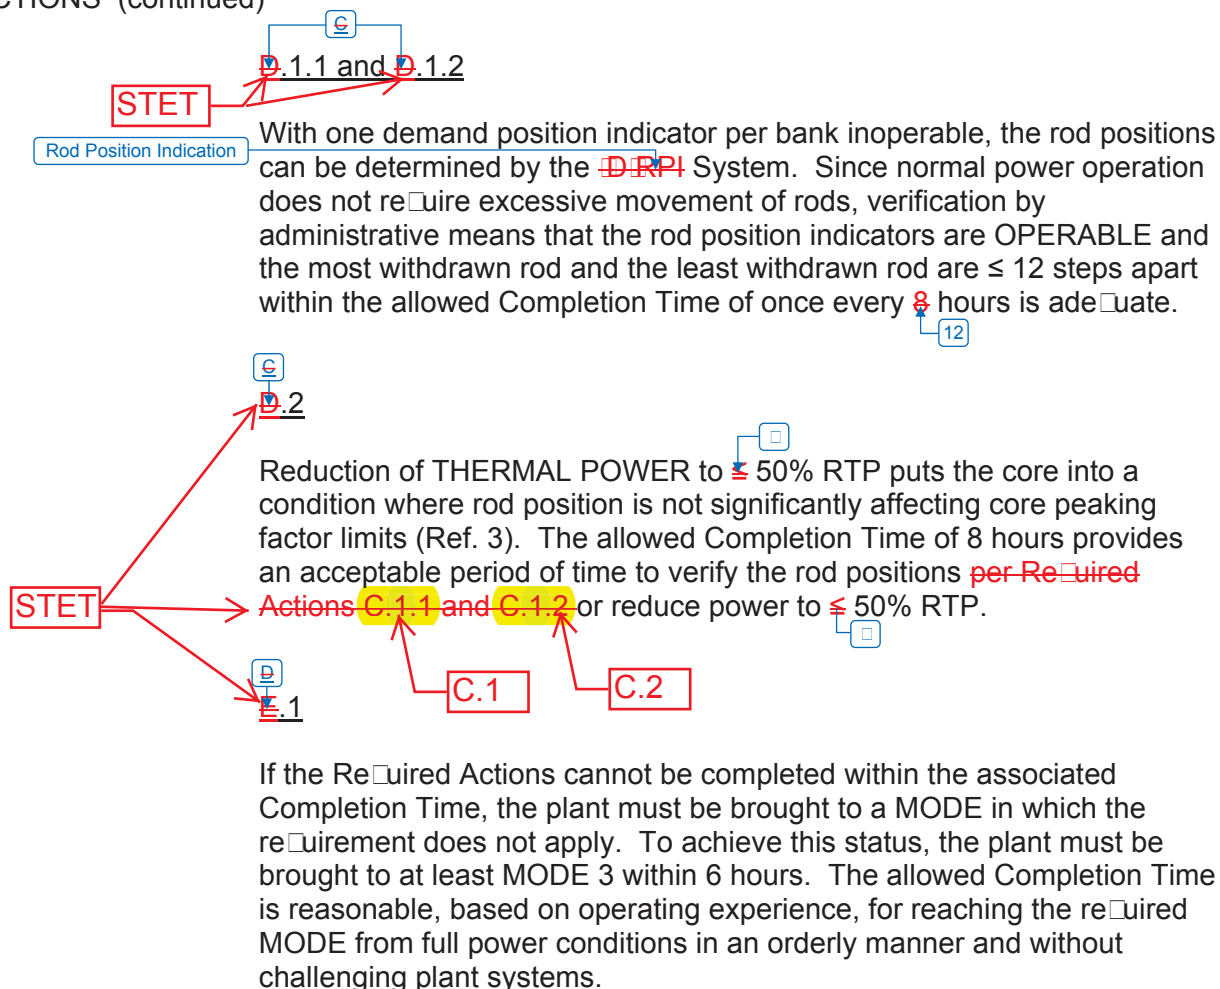 CTIONS (continued)
C
D.1.1 and D.1.2
STET
With one demand position indicator per bank inoperable, the rod positions
Rod Position Indication
can be determined by the □D□RPI System. Since normal power operation
does not re□uire excessive movement of rods, verification by
administrative means that the rod position indicators are OPERABLE and
the most withdrawn rod and the least withdrawn rod are ≤ 12 steps apart
within the allowed Completion Time of once every 8 hours is ade□uate.
12
C
D.2
□
Reduction of THERMAL POWER to ≤ 50% RTP puts the core into a
condition where rod position is not significantly affecting core peaking
factor limits (Ref. 3). The allowed Completion Time of 8 hours provides
an acceptable period of time to verify the rod positions per Re□uired
STET
Actions C.1.1 and C.1.2 or reduce power to ≤ 50% RTP.
□
D
C.1
C.2
E.1
If the Re□uired Actions cannot be completed within the associated
Completion Time, the plant must be brought to a MODE in which the
re□uirement does not apply. To achieve this status, the plant must be
brought to at least MODE 3 within 6 hours. The allowed Completion Time
is reasonable, based on operating experience, for reaching the re□uired
MODE from full power conditions in an orderly manner and without
challenging plant systems.